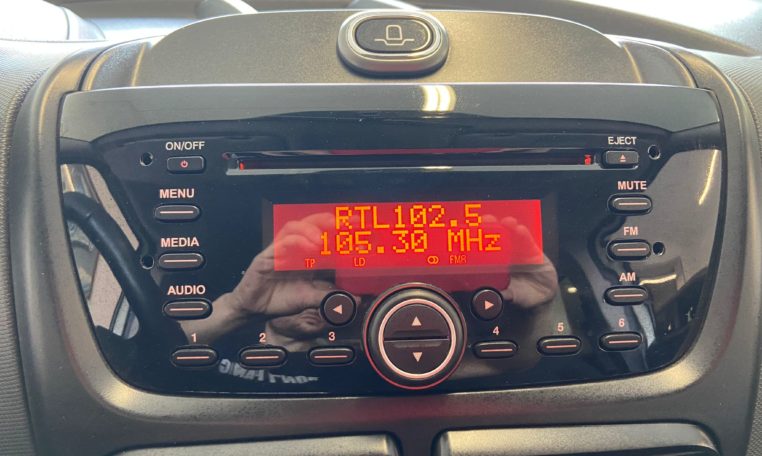 ON/OFF
EJECT
MENU
MUTE
RTL102.5
105.30 MHz
TP LD FMB
MEDIA
FM
AUDIO
AM
1 2 3 4 5 6